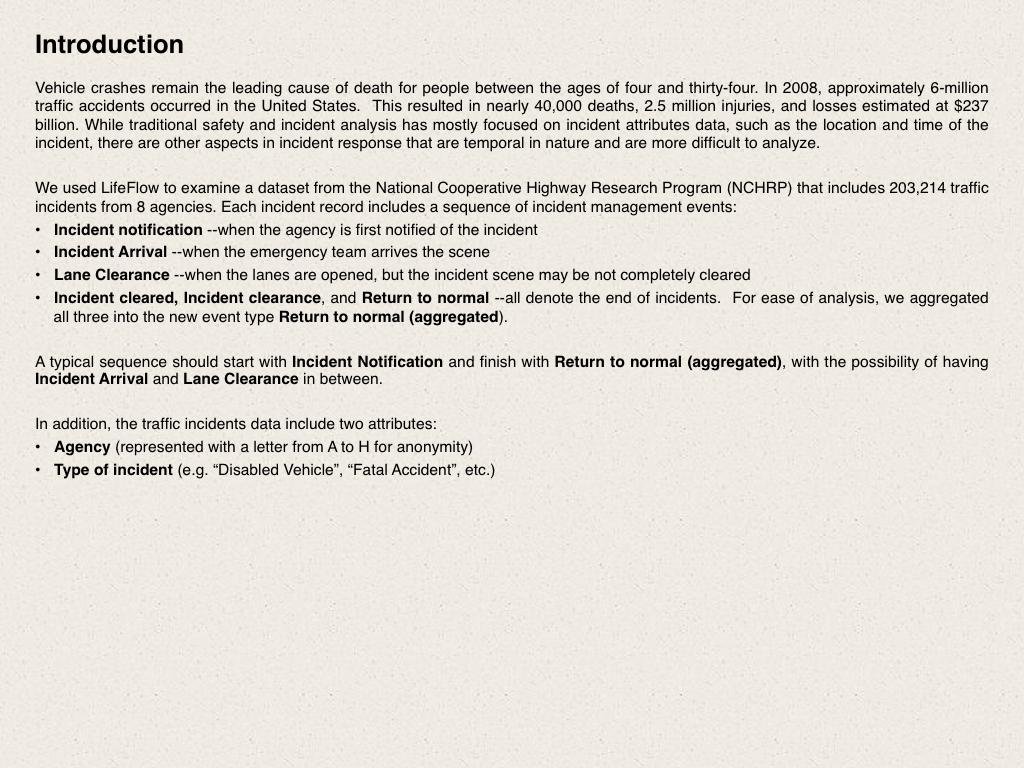 Introduction
Vehicle crashes remain the leading cause of death for people between the ages of four and thirty-four. In 2008, approximately 6-million
traffic accidents occurred in the United States.  This resulted in nearly 40,000 deaths, 2.5 million injuries, and losses estimated at $237
billion. While traditional safety and incident analysis has mostly focused on incident attributes data, such as the location and time of the
incident, there are other aspects in incident response that are temporal in nature and are more difficult to analyze.
We used LifeFlow to examine a dataset from the National Cooperative Highway Research Program (NCHRP) that includes 203,214 traffic
incidents from 8 agencies. Each incident record includes a sequence of incident management events:
• Incident notification --when the agency is first notified of the incident
• Incident Arrival --when the emergency team arrives the scene
• Lane Clearance --when the lanes are opened, but the incident scene may be not completely cleared
• Incident cleared, Incident clearance, and Return to normal --all denote the end of incidents.  For ease of analysis, we aggregated
all three into the new event type Return to normal (aggregated).
A typical sequence should start with Incident Notification and finish with Return to normal (aggregated), with the possibility of having
Incident Arrival and Lane Clearance in between.
In addition, the traffic incidents data include two attributes:
• Agency (represented with a letter from A to H for anonymity)
• Type of incident (e.g. “Disabled Vehicle”, “Fatal Accident”, etc.)